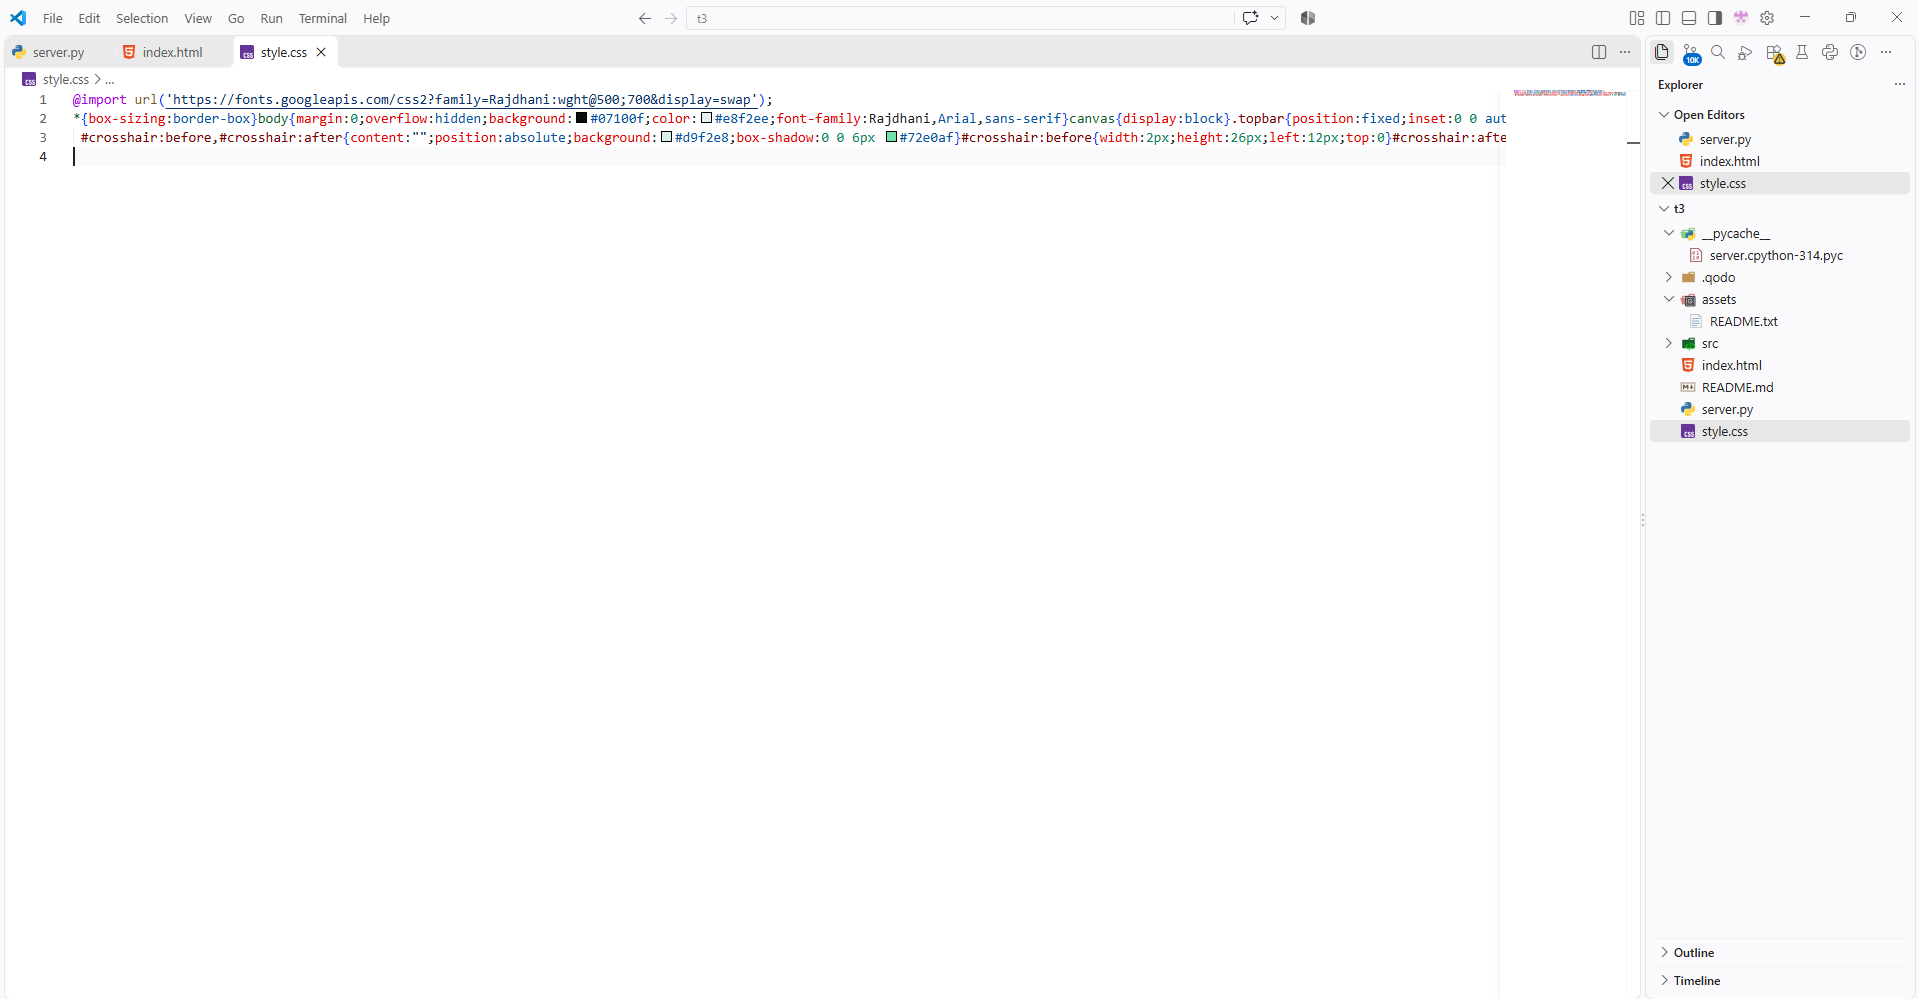 File Edit Selection View Go Run Terminal Help
t3
server.py index.html style.css
style.css > ...
1 @import url('https://fonts.googleapis.com/css2?family=Rajdhani:wght@500;700&display=swap');
2 *{box-sizing:border-box}body{margin:0;overflow:hidden;background:#07100f;color:#e8f2ee;font-family:Rajdhani,Arial,sans-serif}canvas{display:block}.topbar{position:fixed;inset:0 0 aut
3 #crosshair:before,#crosshair:after{content:"";position:absolute;background:#d9f2e8;box-shadow:0 0 6px #72e0af}#crosshair:before{width:2px;height:26px;left:12px;top:0}#crosshair:afte
4
10K
Explorer
Open Editors
server.py
index.html
style.css
t3
__pycache__
server.cpython-314.pyc
.qodo
assets
README.txt
src
index.html
README.md
server.py
style.css
Outline
Timeline